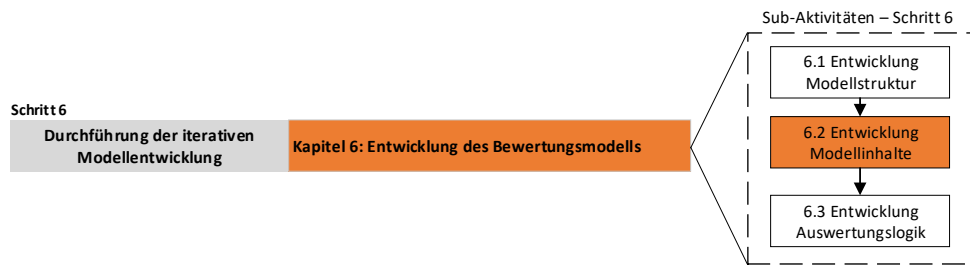 Sub-Aktivitäten – Schritt 6
6.1 Entwicklung
Modellstruktur
Schritt 6
Durchführung der iterativen
Modellentwicklung
Kapitel 6: Entwicklung des Bewertungsmodells
6.2 Entwicklung
Modellinhalte
6.3 Entwicklung
Auswertungslogik